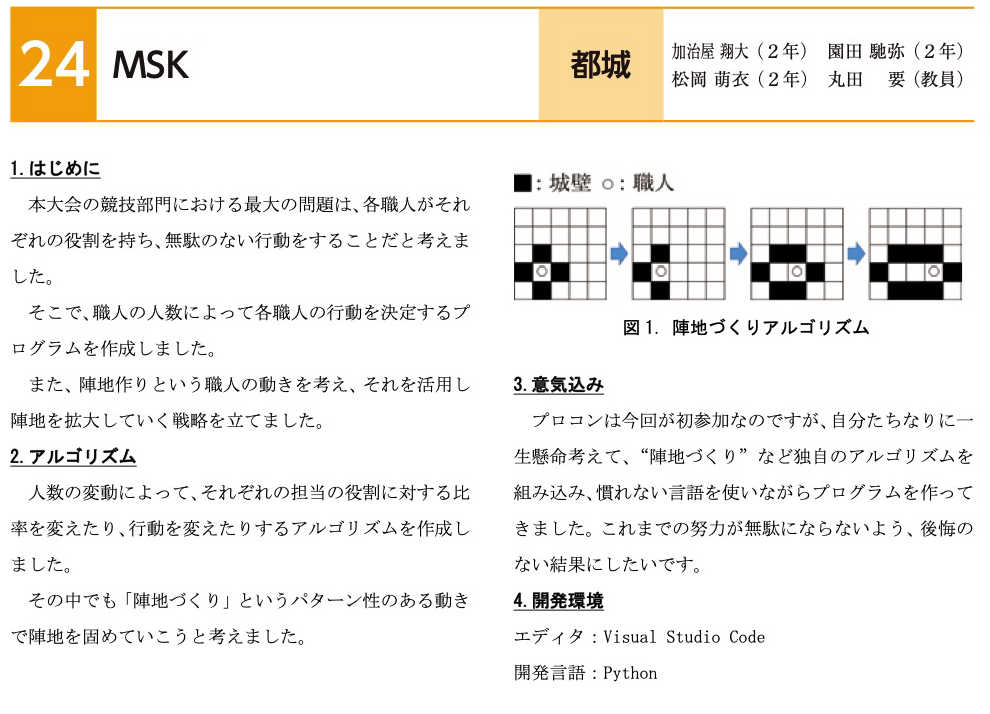 24 MSK
都城
加治屋 翔大（２年） 園田 馳弥（２年）
松岡 萌衣（２年） 丸田 要（教員）
1.はじめに
本大会の競技部門における最大の問題は、各職人がそれ
ぞれの役割を持ち、無駄のない行動をすることだと考えま
した。
そこで、職人の人数によって各職人の行動を決定するプ
ログラムを作成しました。
また、陣地作りという職人の動きを考え、それを活用し
陣地を拡大していく戦略を立てました。
2.アルゴリズム
人数の変動によって、それぞれの担当の役割に対する比
率を変えたり、行動を変えたりするアルゴリズムを作成し
ました。
その中でも「陣地づくり」というパターン性のある動き
で陣地を固めていこうと考えました。
■：城壁 ○：職人
図1. 陣地づくりアルゴリズム
3.意気込み
プロコンは今回が初参加なのですが、自分たちなりに一
生懸命考えて、“陣地づくり”など独自のアルゴリズムを
組み込み、慣れない言語を使いながらプログラムを作って
きました。これまでの努力が無駄にならないよう、後悔の
ない結果にしたいです。
4.開発環境
エディタ：Visual Studio Code
開発言語：Python